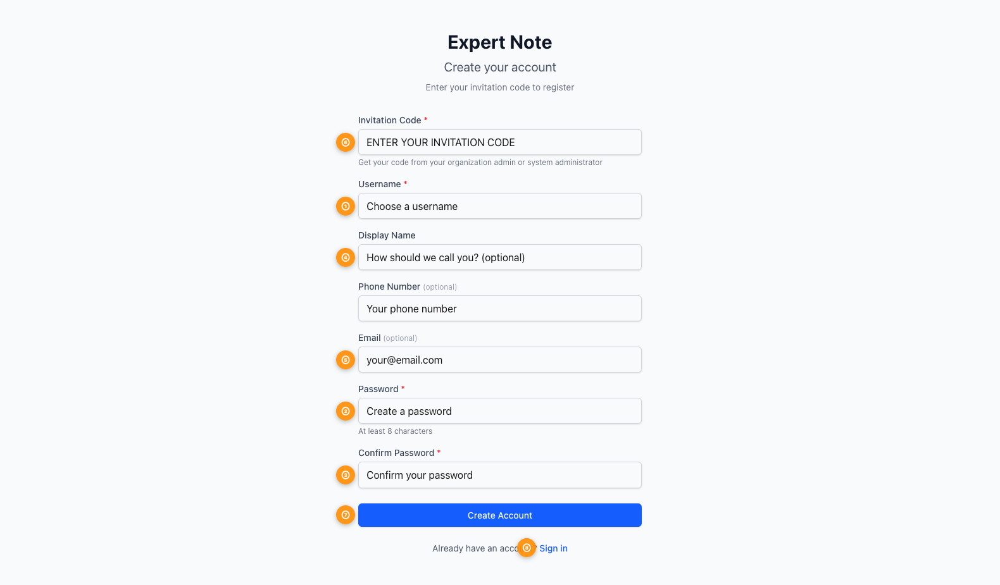 Expert Note
Create your account
Enter your invitation code to register
Invitation Code *
⑥ ENTER YOUR INVITATION CODE
Get your code from your organization admin or system administrator
Username *
① Choose a username
Display Name
④ How should we call you? (optional)
Phone Number (optional)
Your phone number
Email (optional)
⑤ your@email.com
Password *
② Create a password
At least 8 characters
Confirm Password *
③ Confirm your password
⑦ Create Account
Already have an ⑧ Sign in